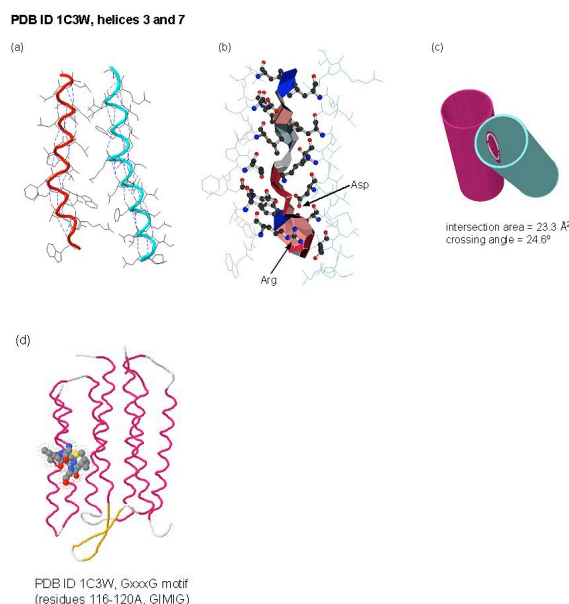 PDB ID 1C3W, helices 3 and 7
(a)
(b)
(c)
Asp
Arg
intersection area = 23.3 Å²
crossing angle = 24.6º
(d)
PDB ID 1C3W, GxxxG motif
(residues 116-120A, GIMIG)